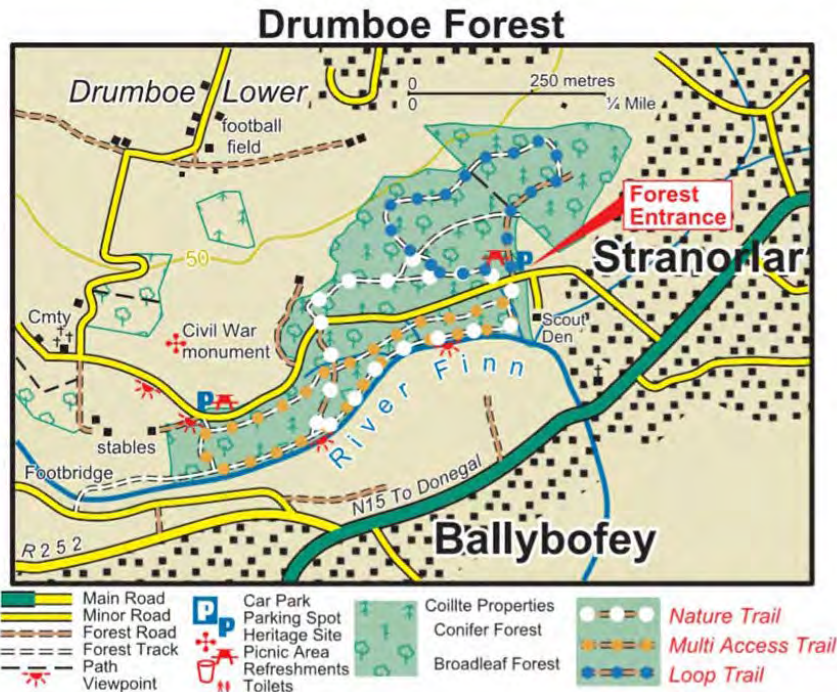 Drumboe Forest
Drumboe Lower
football
field
0 250 metres
0 ¼ Mile
Forest
Entrance
P
Stranorlar
50
Cmty
Civil War
monument
P
Scout
Den
River Finn
stables
Footbridge
N15 To Donegal
R252
Ballybofey
Main Road
Minor Road
Forest Road
Forest Track
Path
Viewpoint
P
P
Car Park
Parking Spot
Heritage Site
Picnic Area
Refreshments
Toilets
Coillte Properties
Conifer Forest
Broadleaf Forest
Nature Trail
Multi Access Trail
Loop Trail